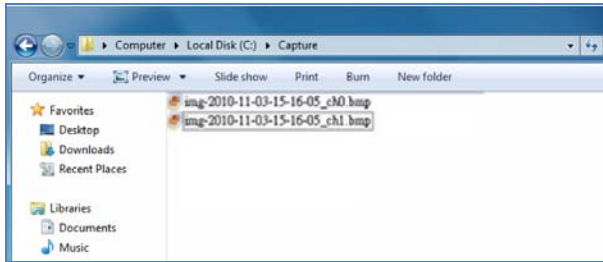 Computer Local Disk (C:) Capture
Organize Preview Slide show Print Burn New folder
Favorites
Desktop
Downloads
Recent Places
Libraries
Documents
Music
img-2010-11-03-15-16-05_ch0.bmp
img-2010-11-03-15-16-05_ch1.bmp